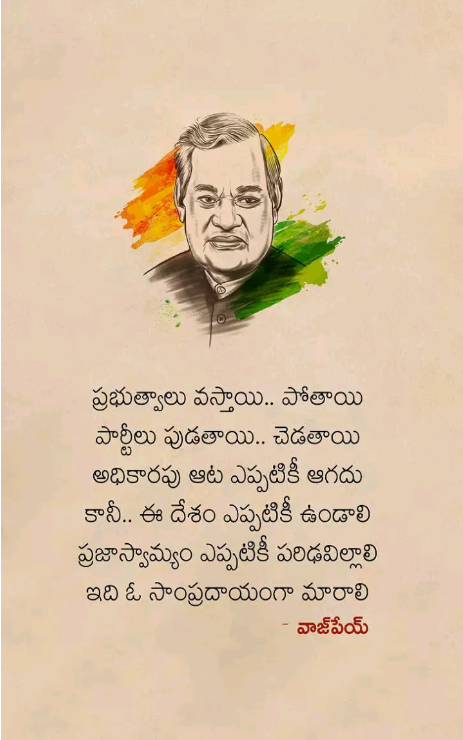 ప్రభుత్వాలు వస్తాయి.. పోతాయి
పార్టీలు పుడతాయి.. చెడతాయి
అధికారపు ఆట ఎప్పటికీ ఆగదు
కానీ.. ఈ దేశం ఎప్పటికీ ఉండాలి
ప్రజాస్వామ్యం ఎప్పటికీ పరిఢవిల్లాలి
ఇది ఓ సాంప్రదాయంగా మారాలి
- వాజ్‌పేయ్